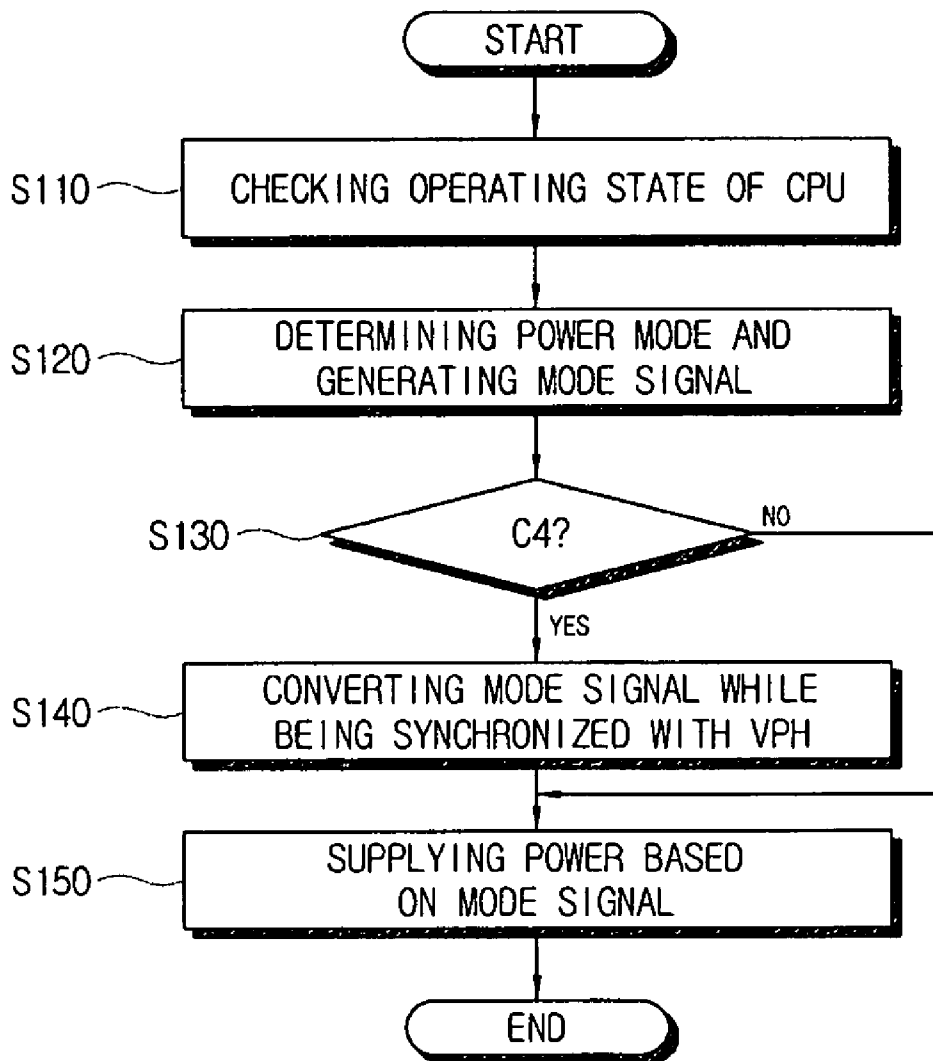 START
S110
CHECKING OPERATING STATE OF CPU
S120
DETERMINING POWER MODE AND
GENERATING MODE SIGNAL
S130
C4?
NO
YES
S140
CONVERTING MODE SIGNAL WHILE
BEING SYNCHRONIZED WITH VPH
S150
SUPPLYING POWER BASED
ON MODE SIGNAL
END